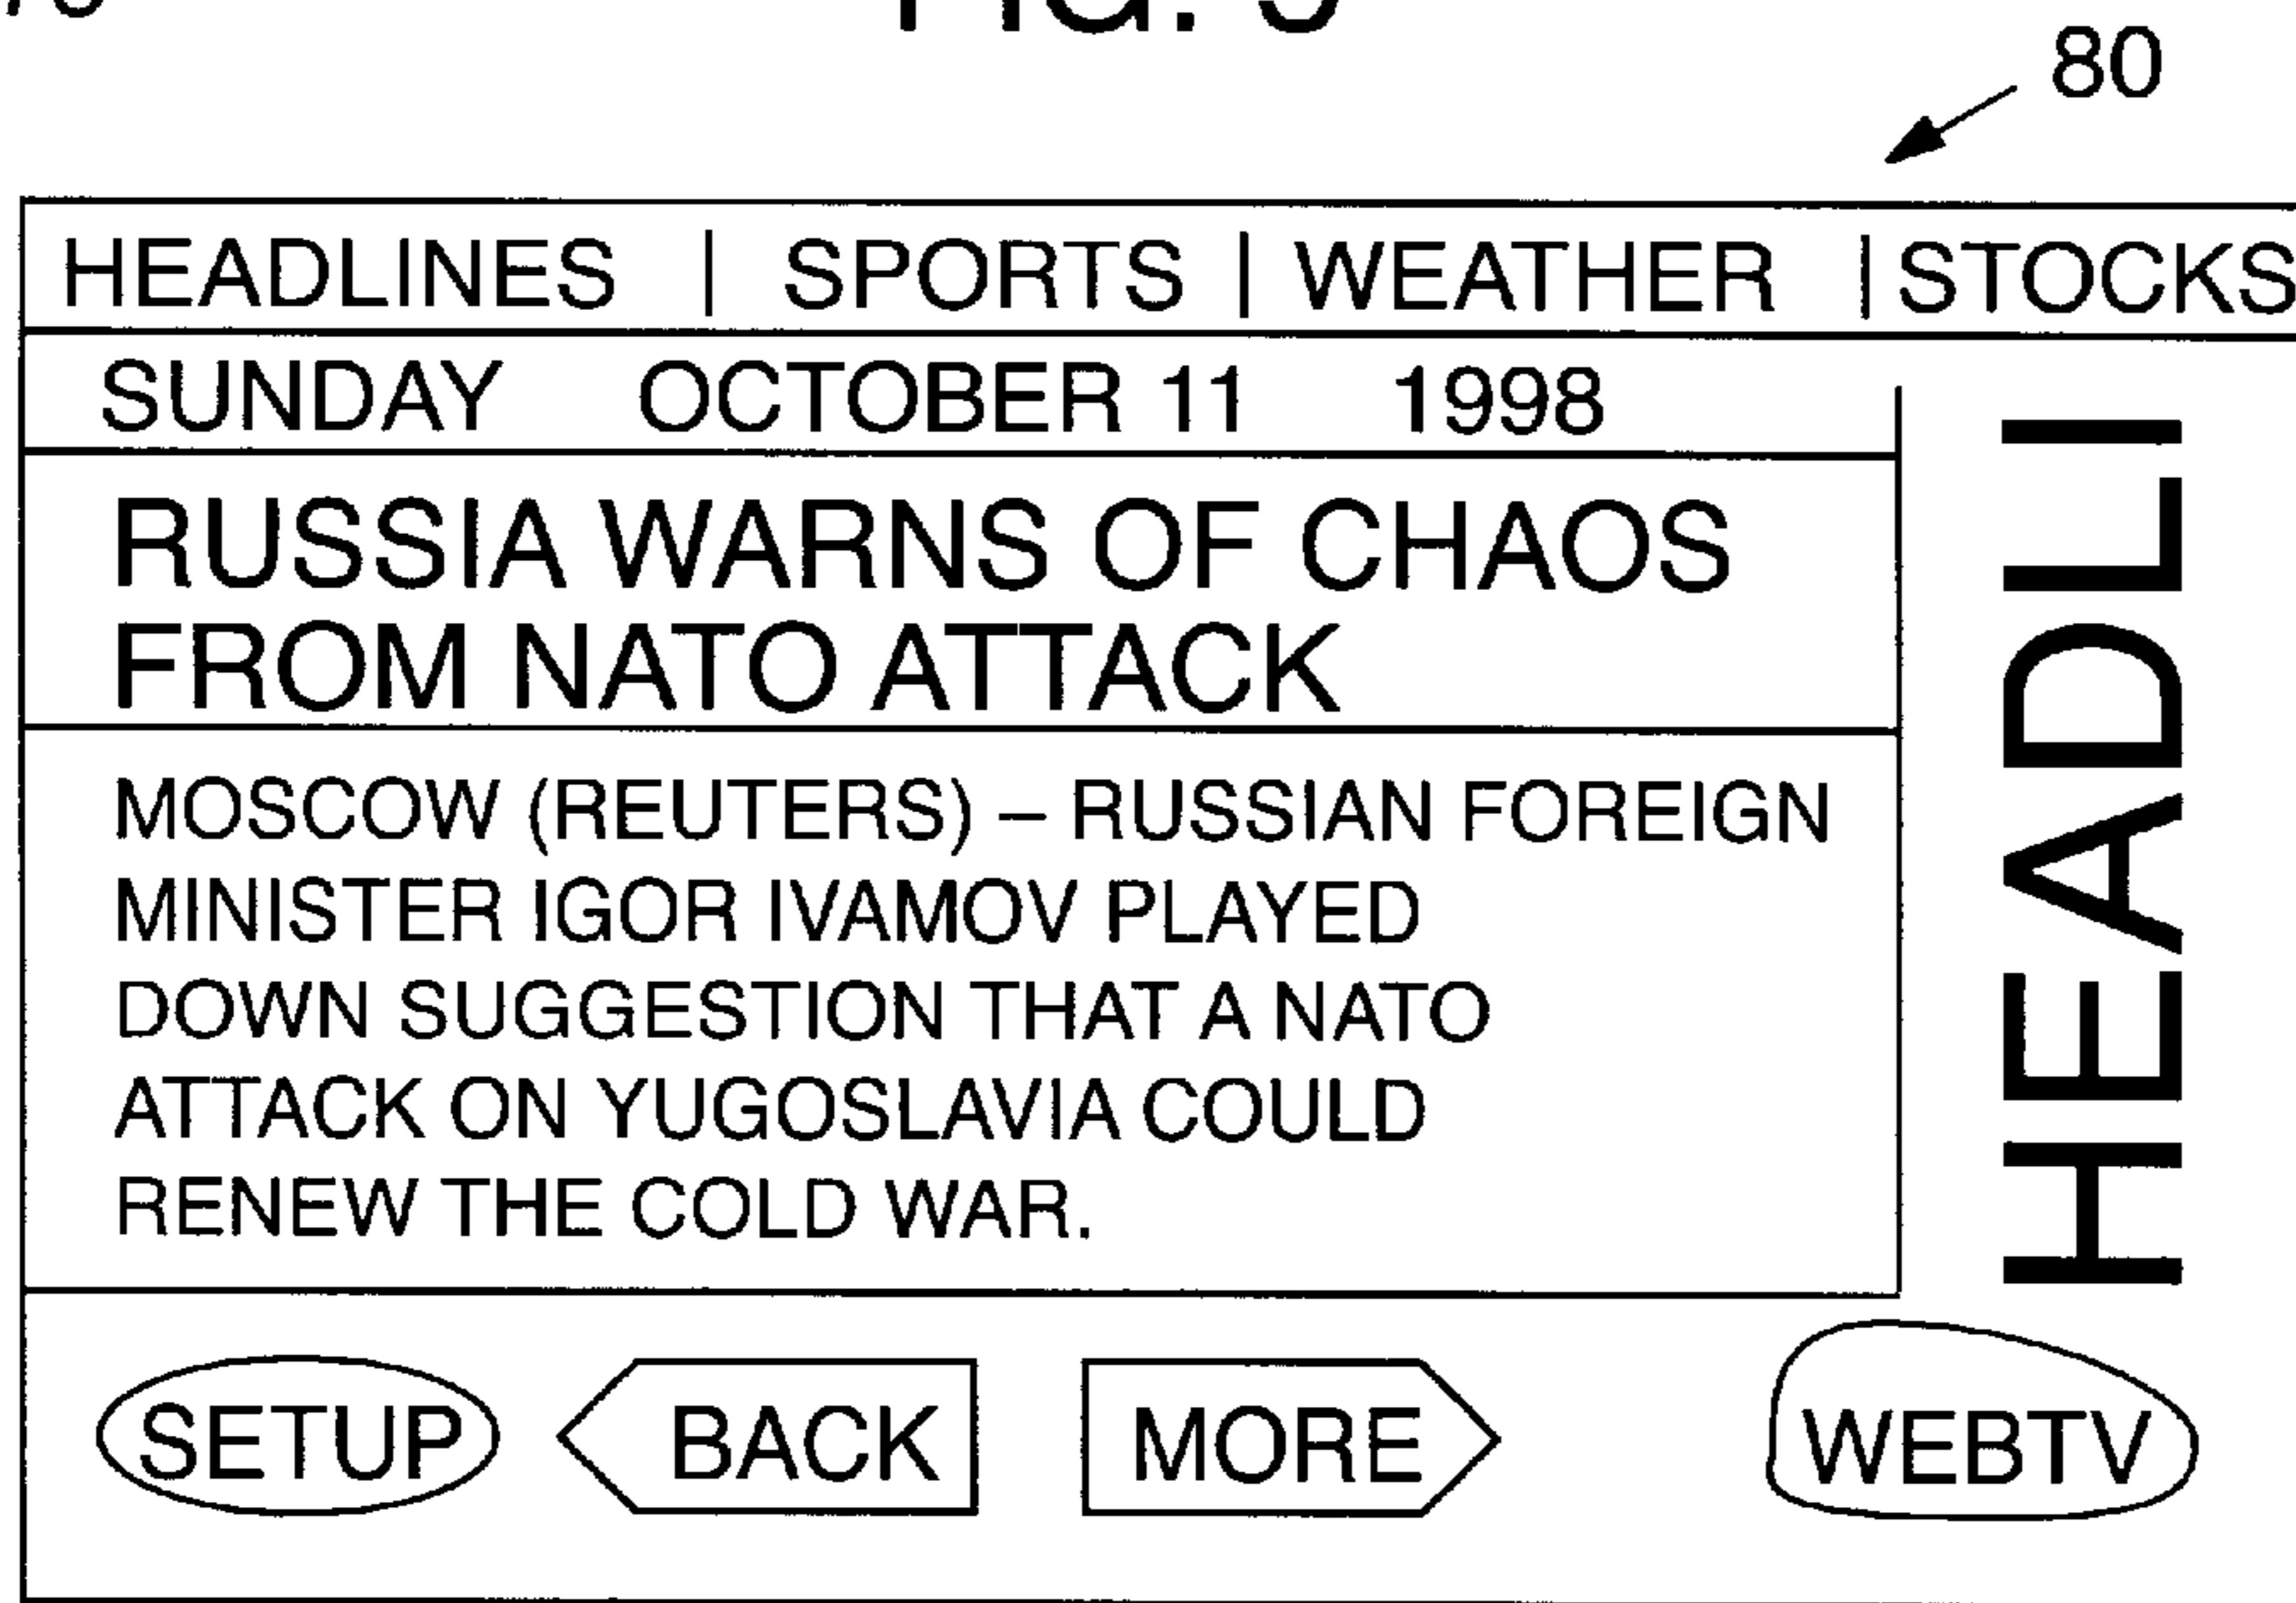 80
HEADLINES | SPORTS | WEATHER | STOCKS
SUNDAY OCTOBER 11 1998
RUSSIA WARNS OF CHAOS
FROM NATO ATTACK
MOSCOW (REUTERS) – RUSSIAN FOREIGN
MINISTER IGOR IVAMOV PLAYED
DOWN SUGGESTION THAT A NATO
ATTACK ON YUGOSLAVIA COULD
RENEW THE COLD WAR.
HEADLI
SETUP BACK MORE WEBTV